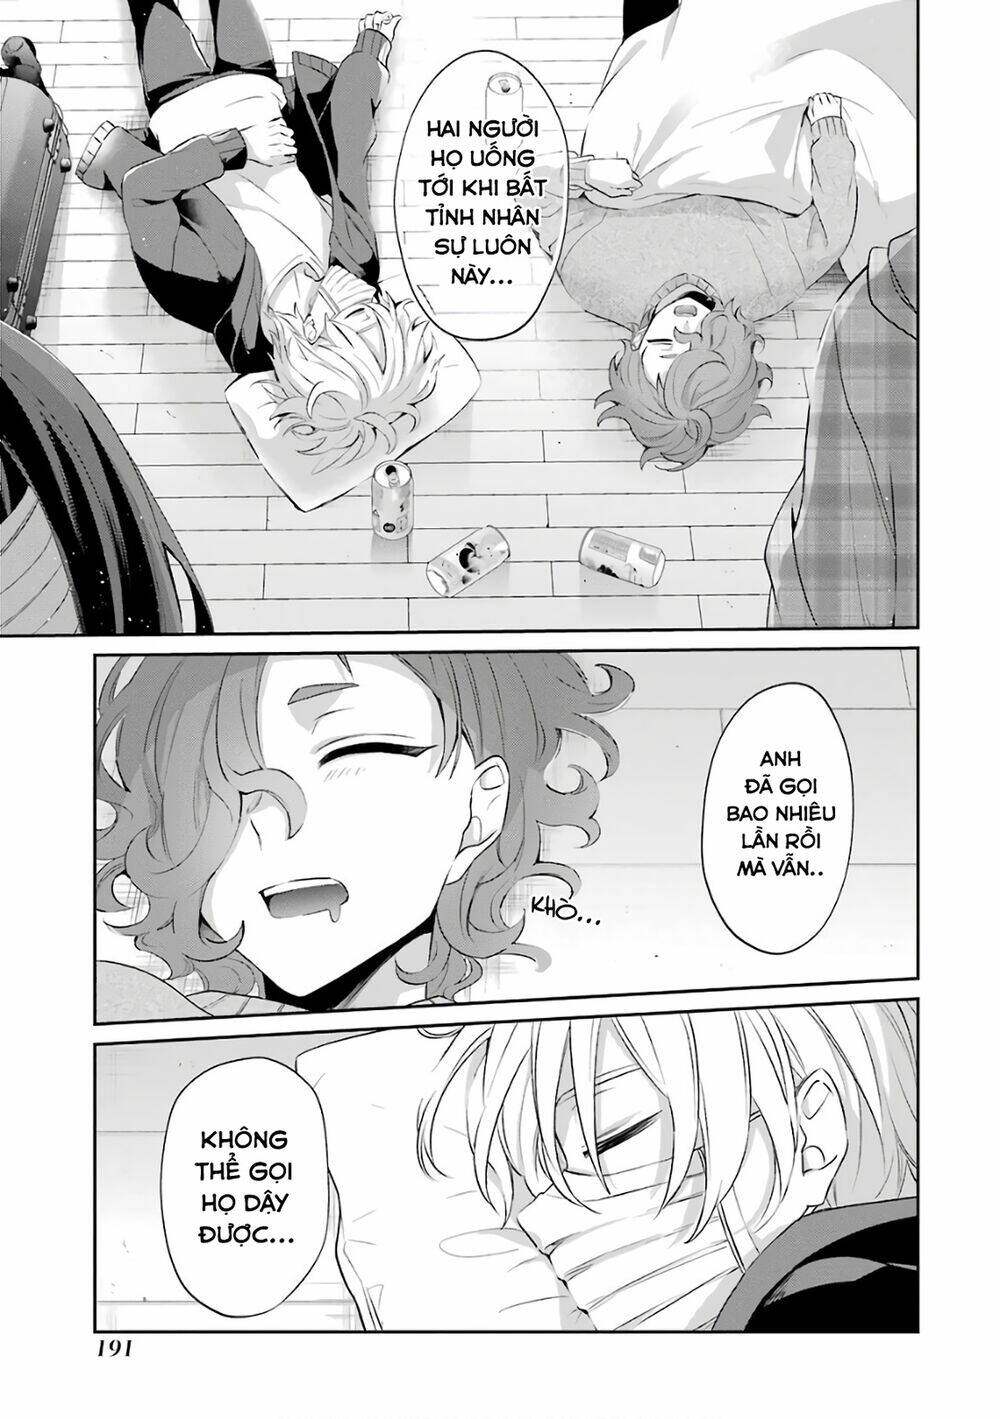 HAI NGƯỜI
HỌ UỐNG
TỚI KHI BẤT
TỈNH NHÂN
SỰ LUÔN
NÀY...
ANH
ĐÃ GỌI
BAO NHIÊU
LẦN RỒI
MÀ VẪN..
KHÒ...
KHÔNG
THỂ GỌI
HỌ DẬY
ĐƯỢC...
191